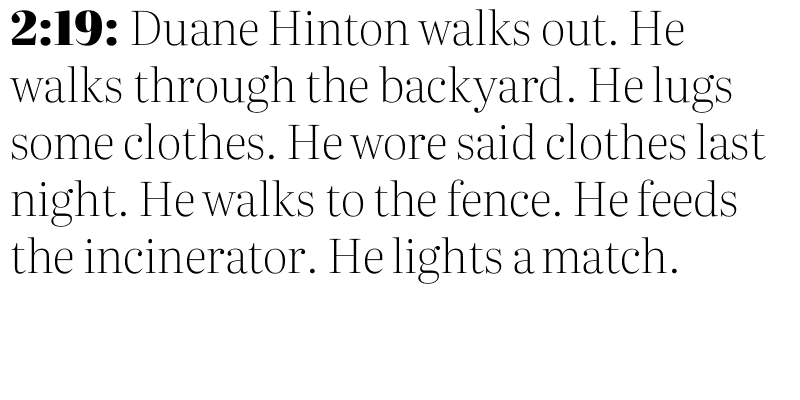 2:19: Duane Hinton walks out. He
walks through the backyard. He lugs
some clothes. He wore said clothes last
night. He walks to the fence. He feeds
the incinerator. He lights a match.